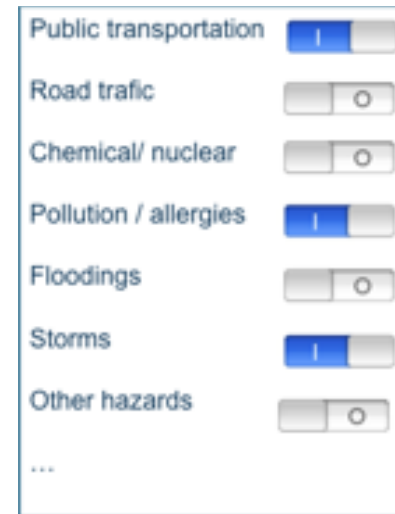 Public transportation
Road trafic
Chemical/ nuclear
Pollution / allergies
Floodings
Storms
Other hazards
...